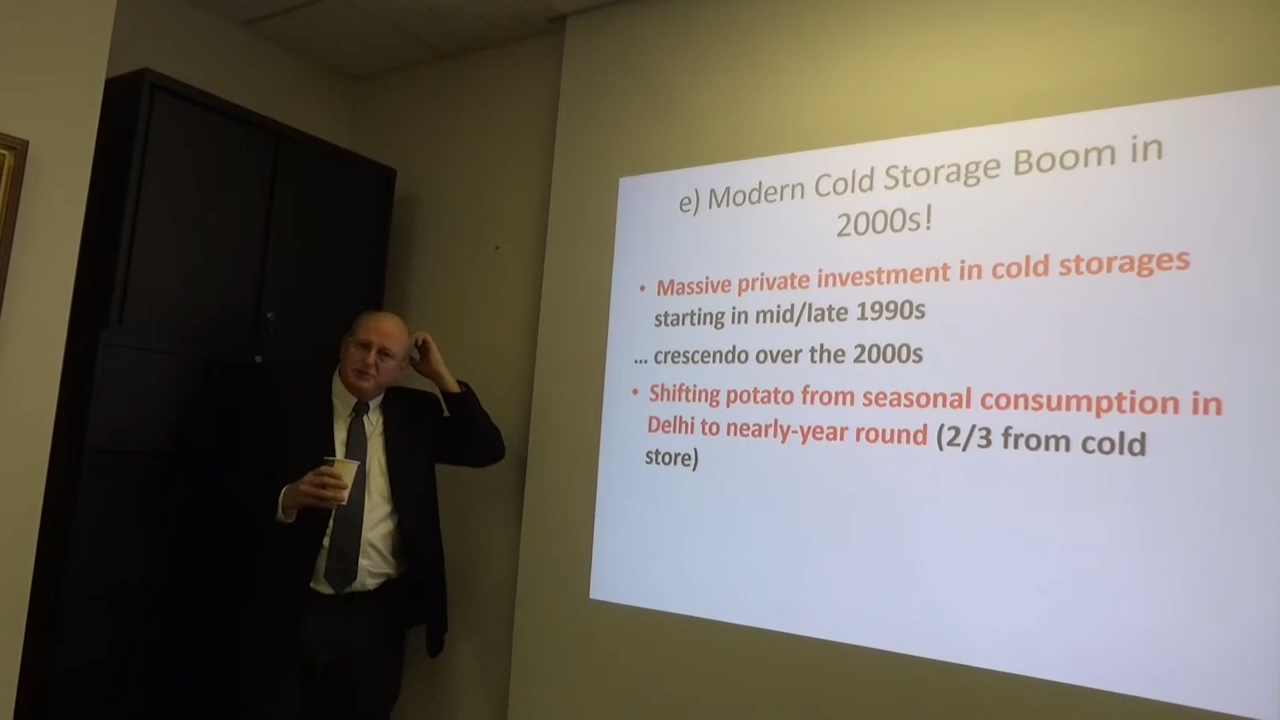 e) Modern Cold Storage Boom in
2000s!
• Massive private investment in cold storages
starting in mid/late 1990s
... crescendo over the 2000s
• Shifting potato from seasonal consumption in
Delhi to nearly-year round (2/3 from cold
store)